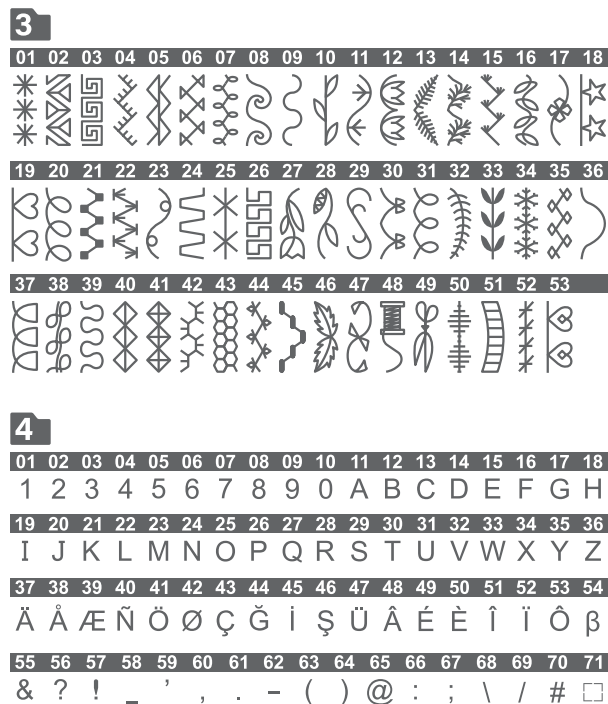 3
01 02 03 04 05 06 07 08 09 10 11 12 13 14 15 16 17 18
19 20 21 22 23 24 25 26 27 28 29 30 31 32 33 34 35 36
37 38 39 40 41 42 43 44 45 46 47 48 49 50 51 52 53
4
01 02 03 04 05 06 07 08 09 10 11 12 13 14 15 16 17 18
1 2 3 4 5 6 7 8 9 0 A B C D E F G H
19 20 21 22 23 24 25 26 27 28 29 30 31 32 33 34 35 36
I J K L M N O P Q R S T U V W X Y Z
37 38 39 40 41 42 43 44 45 46 47 48 49 50 51 52 53 54
Ä Å Æ Ñ Ö Ø Ç Ğ İ Ş Ü Â É È Î Ï Ô β
55 56 57 58 59 60 61 62 63 64 65 66 67 68 69 70 71
& ? ! _ ’ , . – ( ) @ : ; \ / #